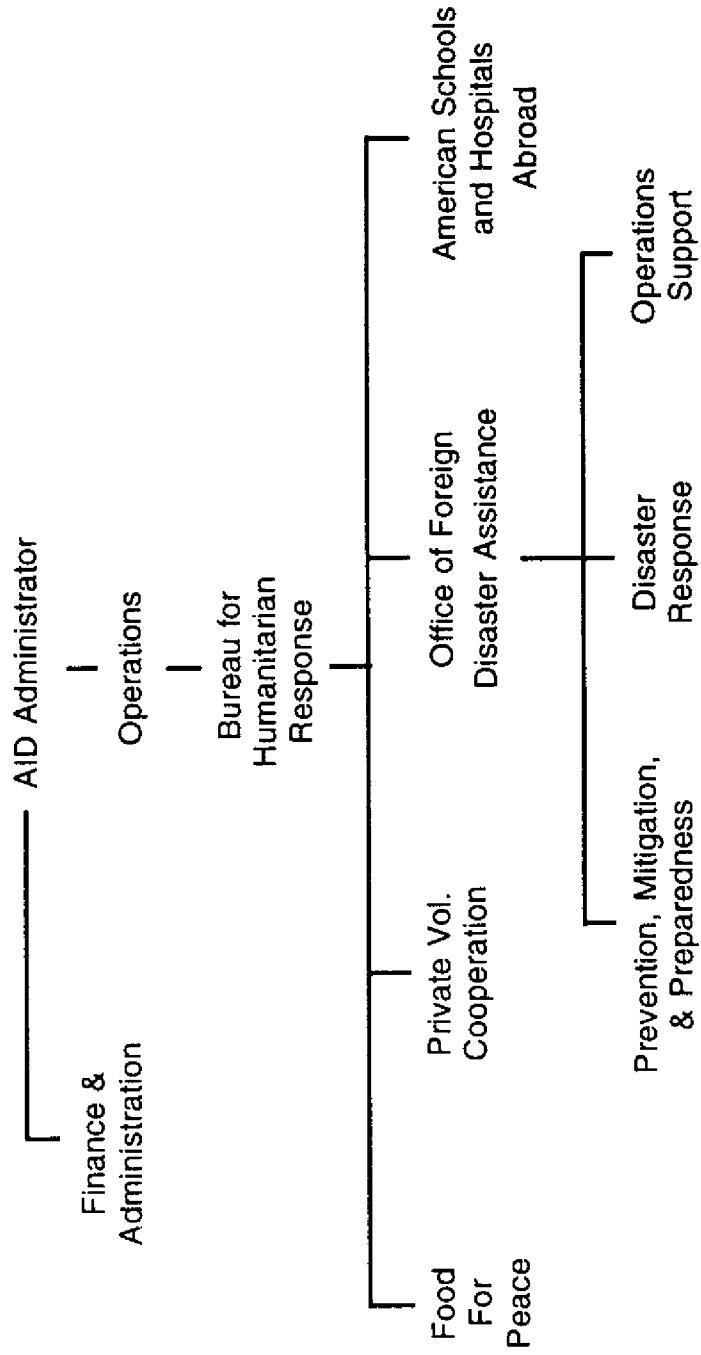 AID Administrator
Finance &
Administration
Operations
Bureau for
Humanitarian
Response
Food
For
Peace
Private Vol.
Cooperation
Office of Foreign
Disaster Assistance
American Schools
and Hospitals
Abroad
Prevention, Mitigation,
& Preparedness
Disaster
Response
Operations
Support